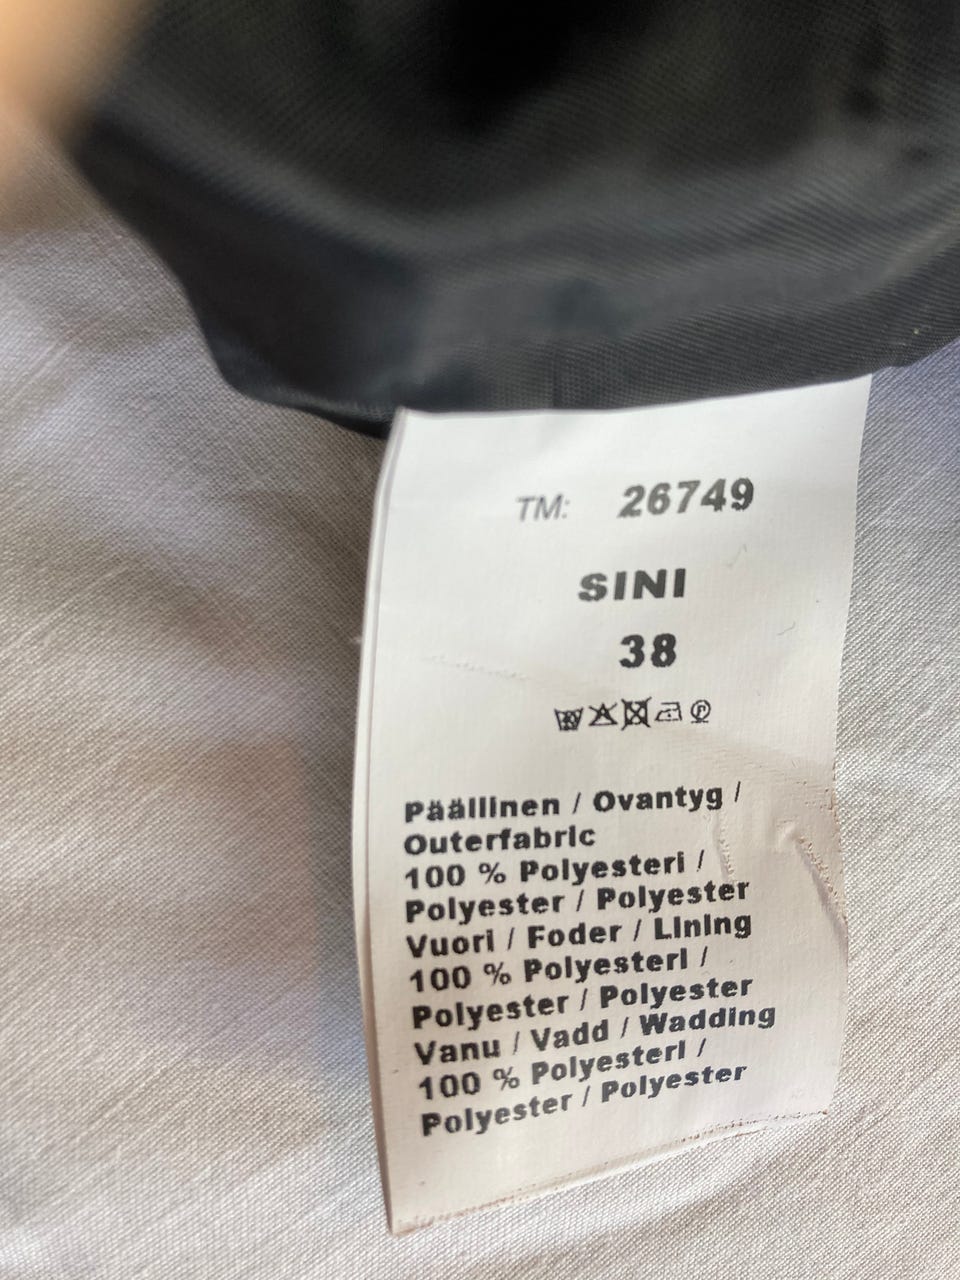 TM: 26749
SINI
38
Päällinen / Ovantyg /
Outerfabric
100 % Polyesteri /
Polyester / Polyester
Vuori / Foder / Lining
100 % Polyesteri /
Polyester / Polyester
Vanu / Vadd / Wadding
100 % Polyesteri /
Polyester / Polyester